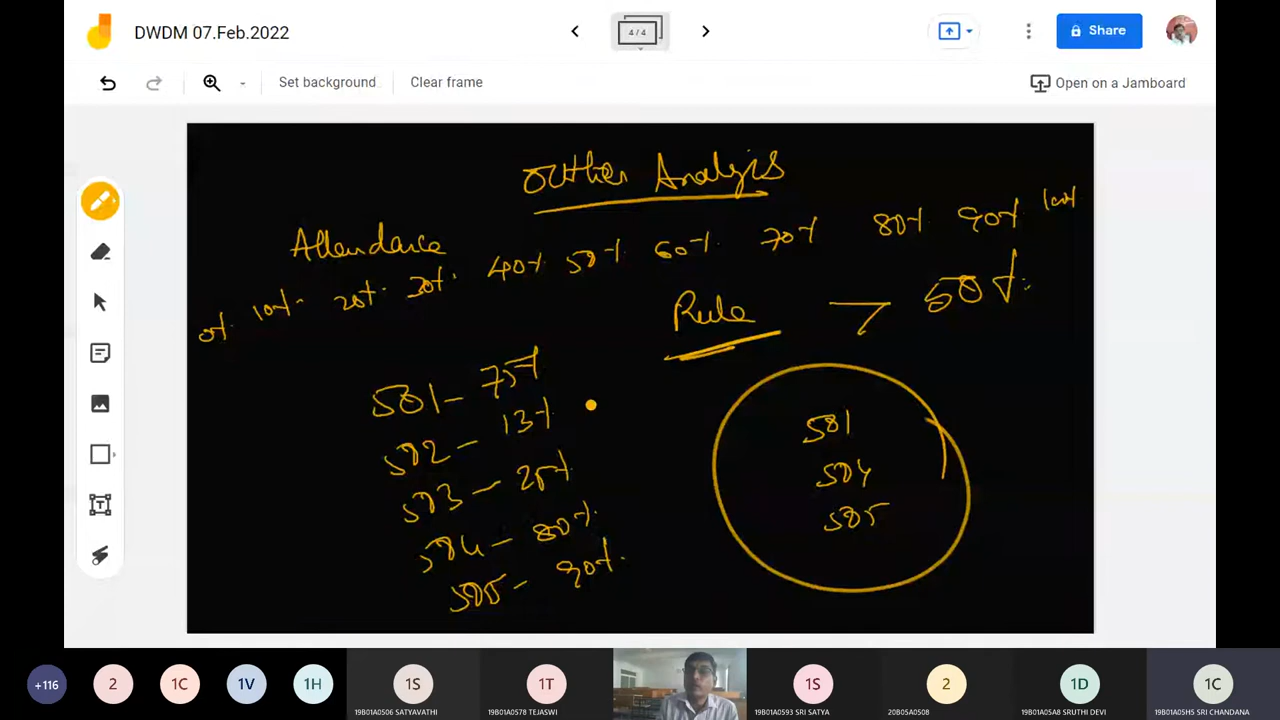 DWDM 07.Feb.2022
4/4
Share
Set background
Clear frame
Open on a Jamboard
Outlier Analysis
Attendance
0% 10% 20% 30% 40% 50% 60% 70% 80% 90% 100%
Rule > 50%
501 - 75%
502 - 13%
503 - 25%
504 - 80%
505 - 90%
501
504
505
+116
2
1C
1V
1H
1S
1T
1S
2
1D
1C
19B01A0506 SATYAVATHI
19B01A0578 TEJASWI
19B01A0593 SRI SATYA
20B05A0508
19B01A05A8 SRUTHI DEVI
19B01A05H5 SRI CHANDANA